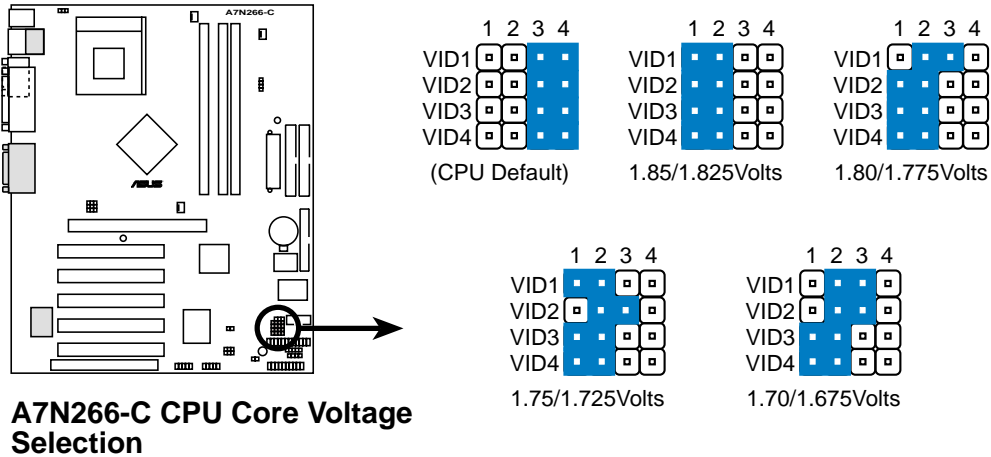 A7N266-C
/SUS
1 2 3 4
VID1
VID2
VID3
VID4
(CPU Default)
1 2 3 4
VID1
VID2
VID3
VID4
1.85/1.825Volts
1 2 3 4
VID1
VID2
VID3
VID4
1.80/1.775Volts
1 2 3 4
VID1
VID2
VID3
VID4
1.75/1.725Volts
1 2 3 4
VID1
VID2
VID3
VID4
1.70/1.675Volts
A7N266-C CPU Core Voltage
Selection